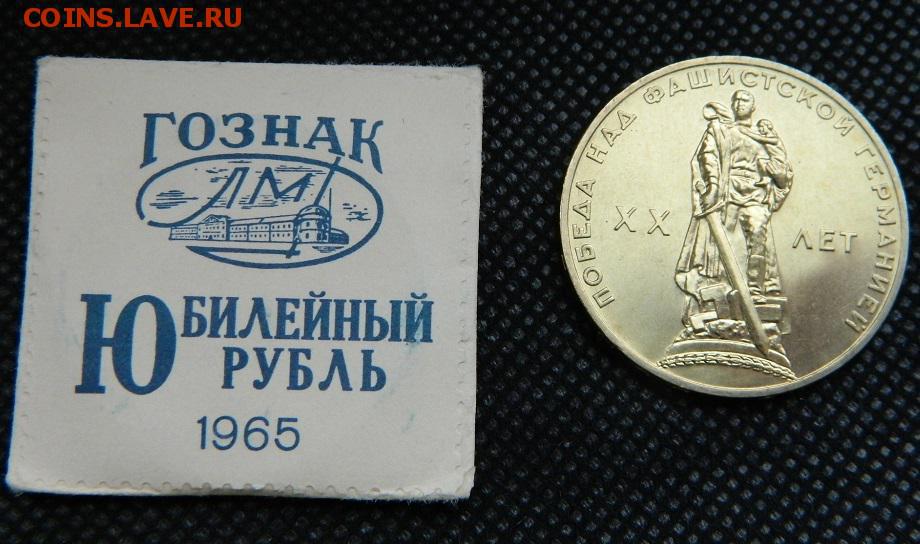 COINS.LAVE.RU
ГОЗНАК
ЛМ
ЮБИЛЕЙНЫЙ
РУБЛЬ
1965
ПОБЕДА НАД ФАШИСТСКОЙ ГЕРМАНИЕЙ
XX ЛЕТ